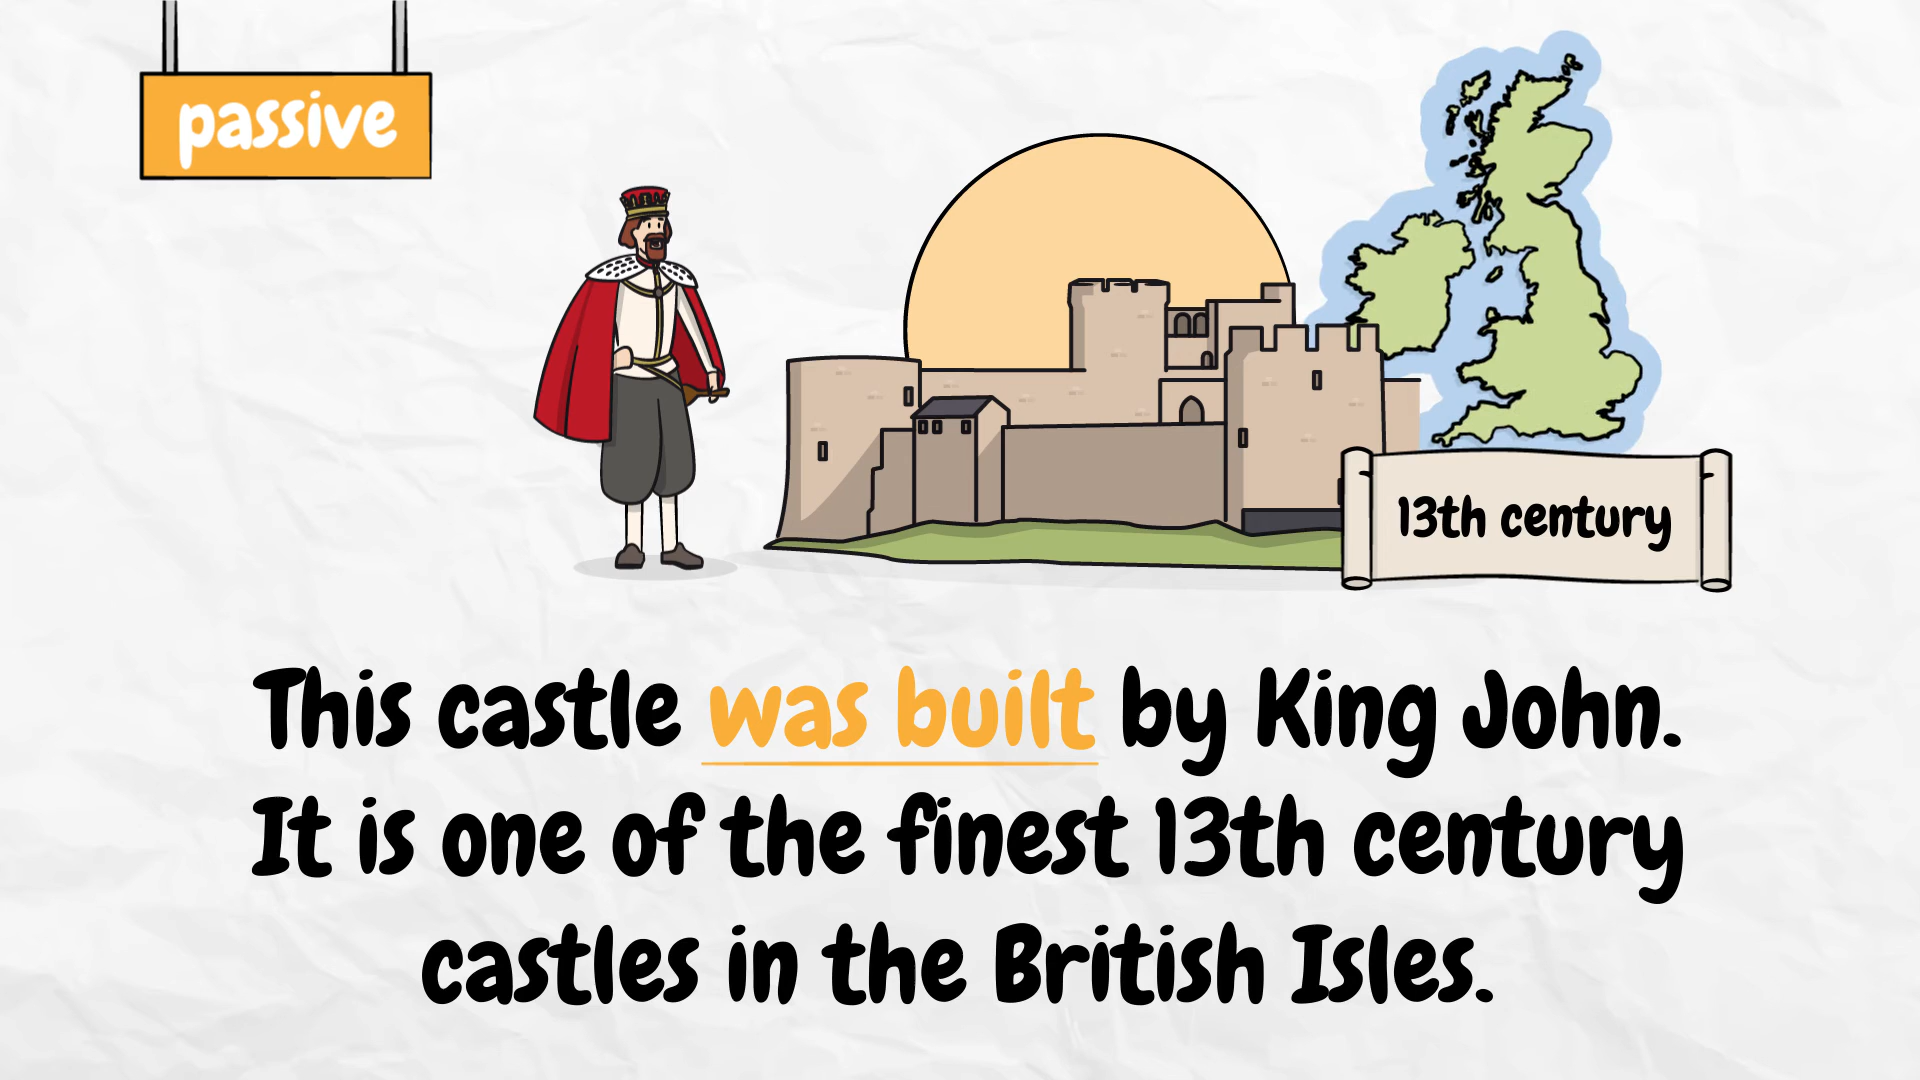 passive
13th century
This castle was built by King John.
It is one of the finest 13th century
castles in the British Isles.